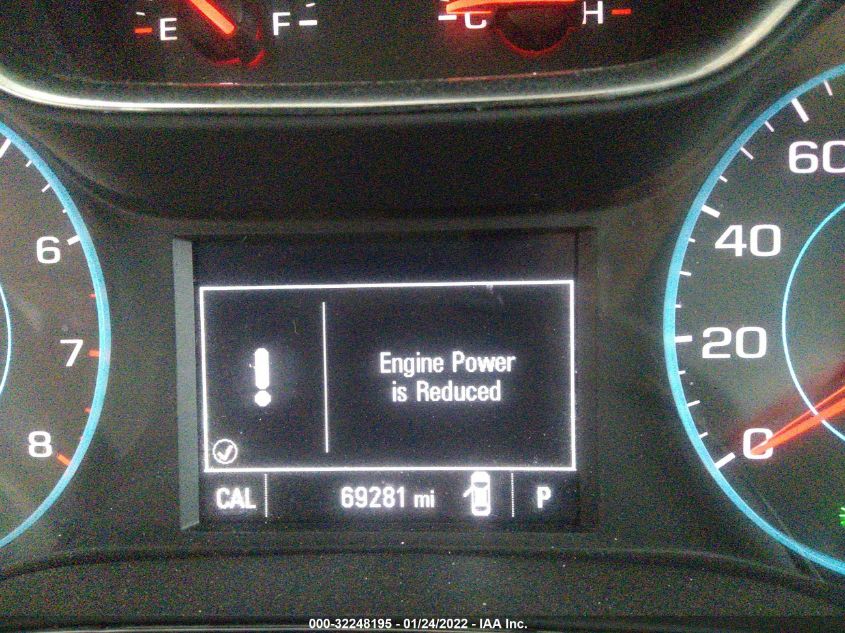 E F C H
6
7
8
60
40
20
0
Engine Power
is Reduced
CAL 69281 mi P
000-32248195 - 01/24/2022 - IAA Inc.